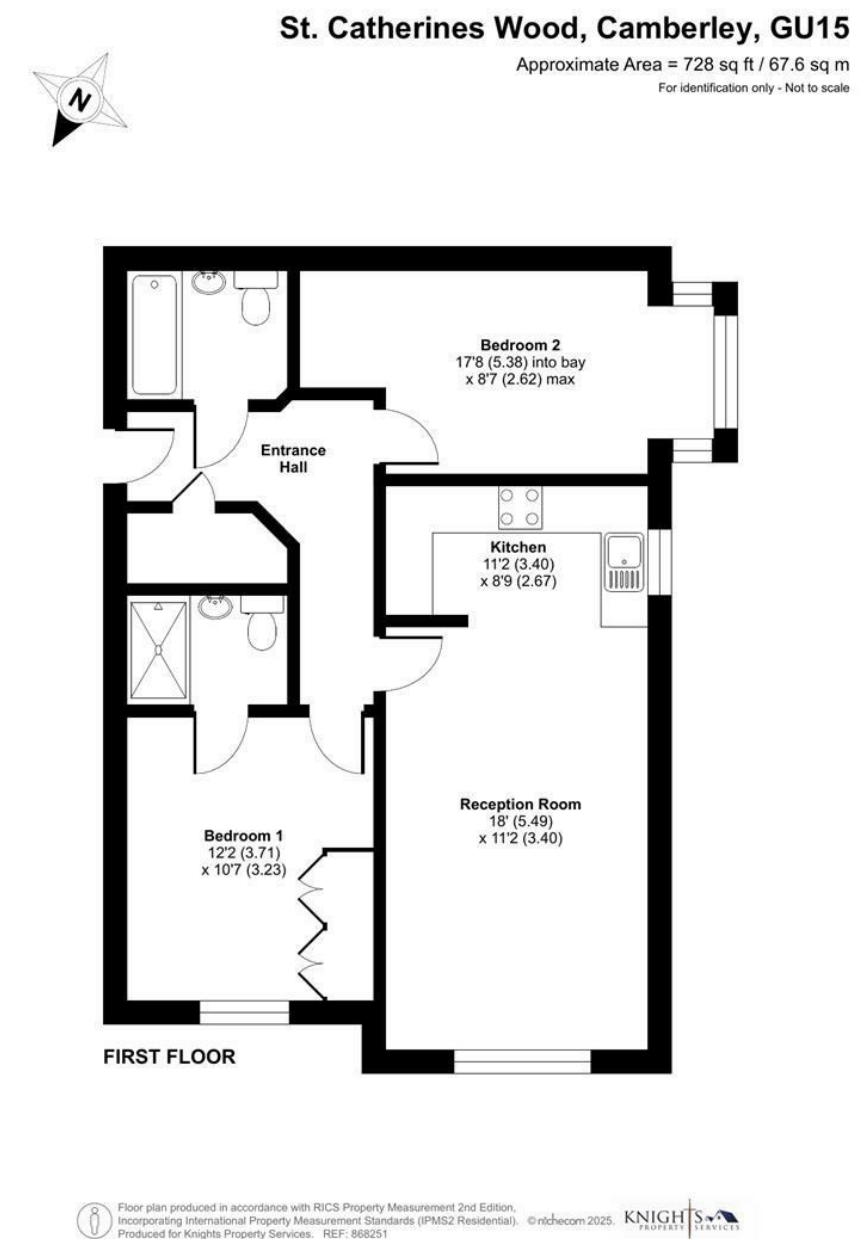 St. Catherines Wood, Camberley, GU15
Approximate Area = 728 sq ft / 67.6 sq m
For identification only - Not to scale
N
Bedroom 2
17'8 (5.38) into bay
x 8'7 (2.62) max
Entrance
Hall
Kitchen
11'2 (3.40)
x 8'9 (2.67)
Reception Room
18' (5.49)
x 11'2 (3.40)
Bedroom 1
12'2 (3.71)
x 10'7 (3.23)
FIRST FLOOR
Floor plan produced in accordance with RICS Property Measurement 2nd Edition,
Incorporating International Property Measurement Standards (IPMS2 Residential). ©nichecom 2025.
Produced for Knights Property Services. REF: 868251
KNIGHTS
PROPERTY SERVICES